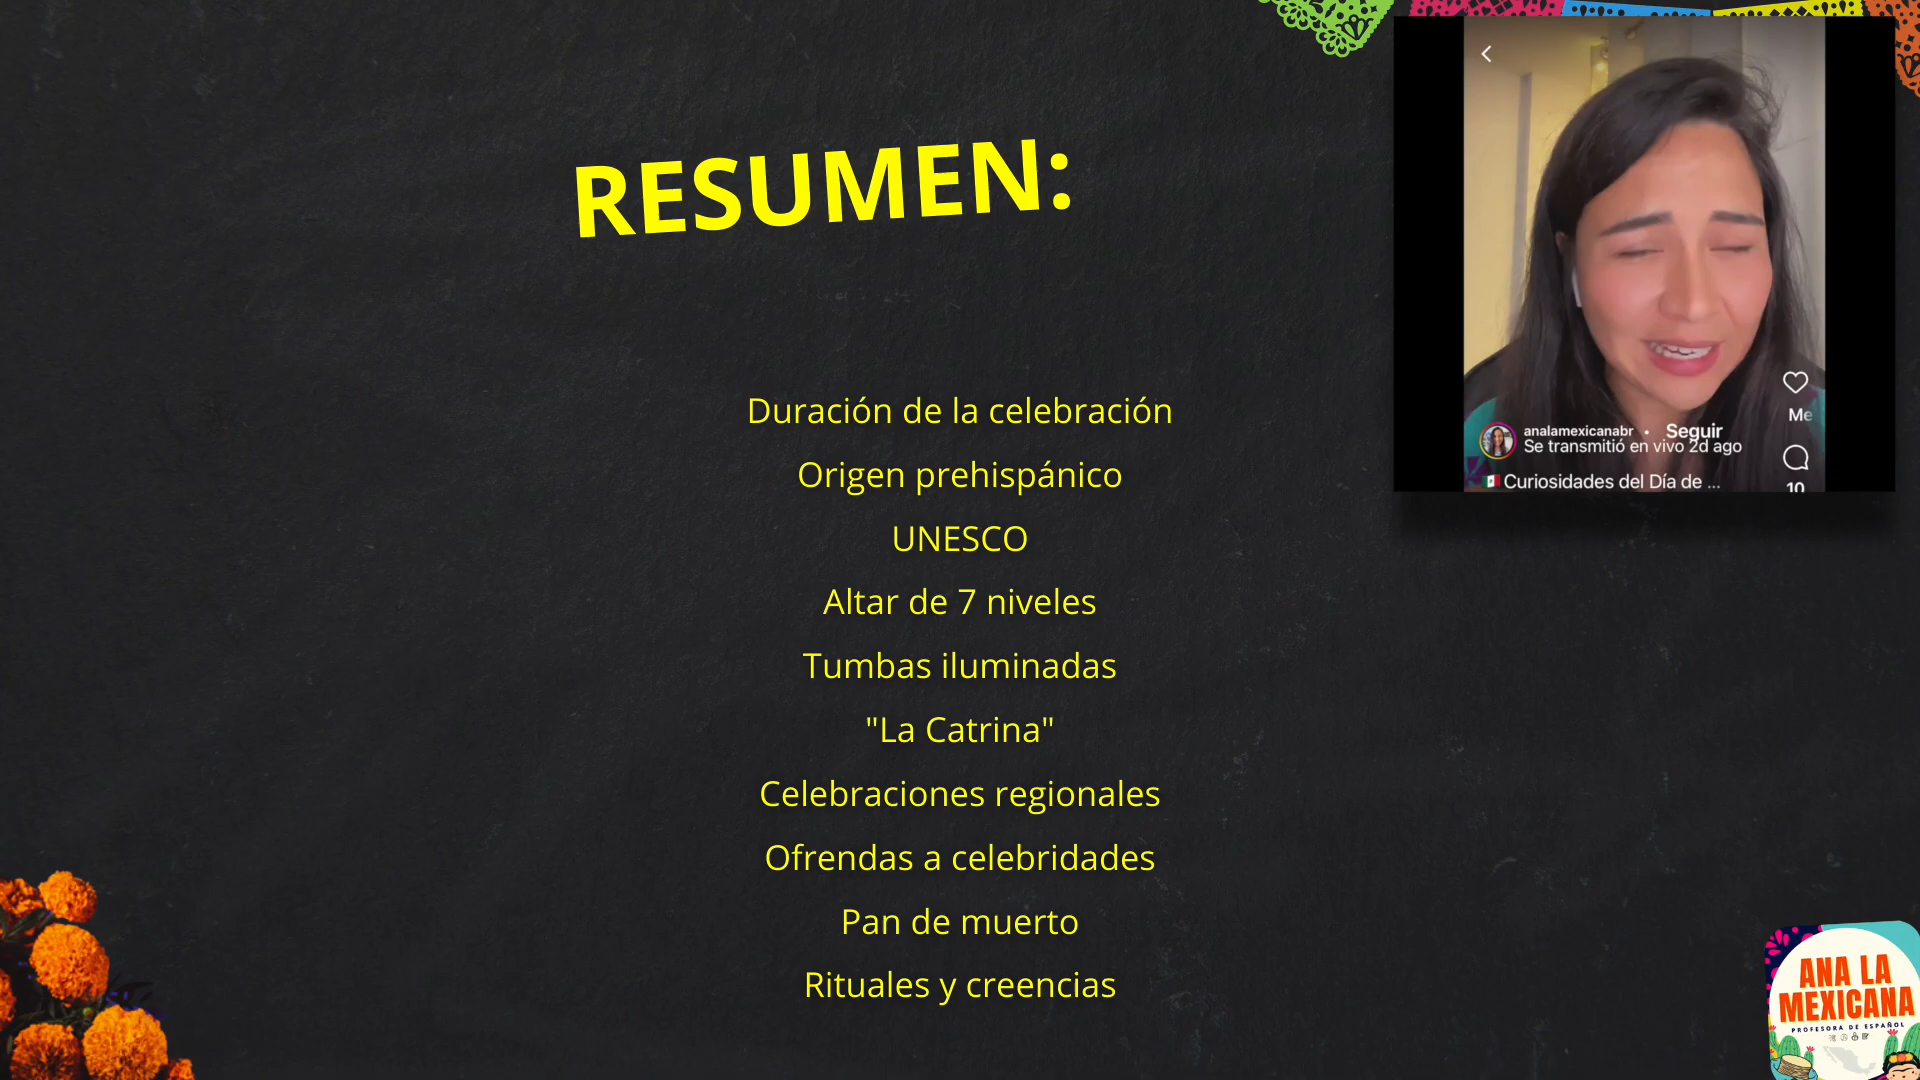 RESUMEN:
Duración de la celebración
Origen prehispánico
UNESCO
Altar de 7 niveles
Tumbas iluminadas
"La Catrina"
Celebraciones regionales
Ofrendas a celebridades
Pan de muerto
Rituales y creencias
analamexicanabr • Seguir
Se transmitió en vivo 2d ago
Curiosidades del Día de ...
Me
10
ANA LA
MEXICANA
PROFESORA DE ESPAÑOL